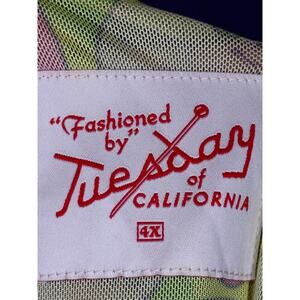 "Fashioned
by"
Tuesday
of
CALIFORNIA
4X